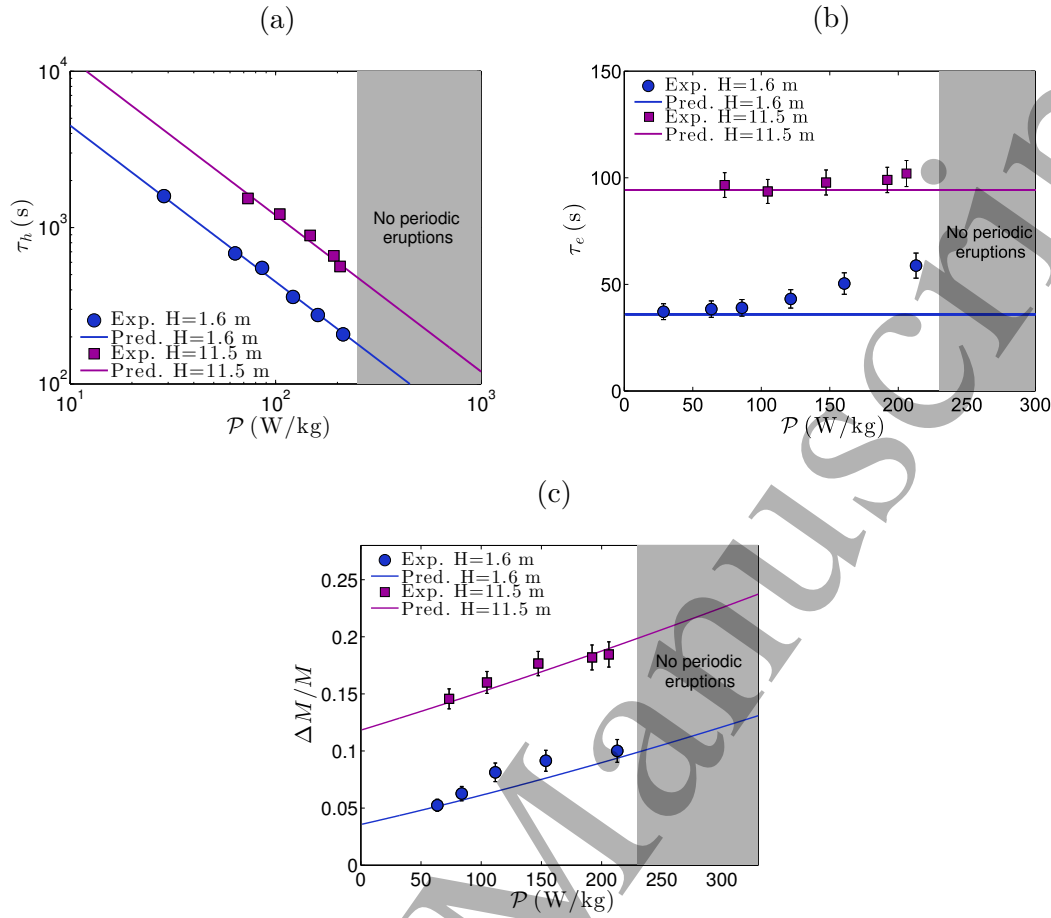 (a)
10^4
10^3
10^2
τ_h (s)
No periodic
eruptions
Exp. H=1.6 m
Pred. H=1.6 m
Exp. H=11.5 m
Pred. H=11.5 m
10^1
10^2
10^3
𝒫 (W/kg)
(b)
150
100
50
0
τ_e (s)
Exp. H=1.6 m
Pred. H=1.6 m
Exp. H=11.5 m
Pred. H=11.5 m
No periodic
eruptions
0 50 100 150 200 250 300
𝒫 (W/kg)
(c)
0.25
0.2
0.15
0.1
0.05
0
ΔM/M
Exp. H=1.6 m
Pred. H=1.6 m
Exp. H=11.5 m
Pred. H=11.5 m
No periodic
eruptions
0 50 100 150 200 250 300
𝒫 (W/kg)
Manuscrip